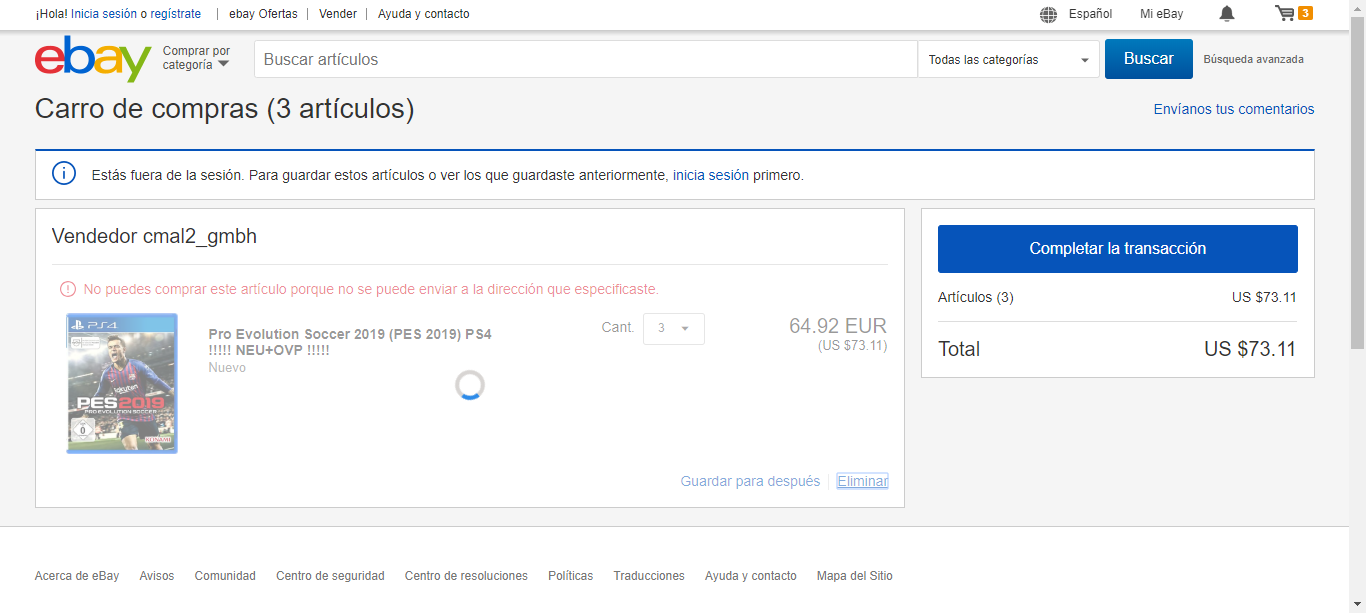 ¡Hola! Inicia sesión o regístrate | ebay Ofertas | Vender | Ayuda y contacto Español Mi eBay 3
ebay Comprar por categoría Buscar artículos Todas las categorías Buscar Búsqueda avanzada
Carro de compras (3 artículos) Envíanos tus comentarios
Estás fuera de la sesión. Para guardar estos artículos o ver los que guardaste anteriormente, inicia sesión primero.
Vendedor cmal2_gmbh
No puedes comprar este artículo porque no se puede enviar a la dirección que especificaste.
PS4
Rakuten
PES 2019
PRO EVOLUTION SOCCER
0
KONAMI
Pro Evolution Soccer 2019 (PES 2019) PS4
!!!!! NEU+OVP !!!!!
Nuevo
Cant. 3
64.92 EUR
(US $73.11)
Guardar para después | Eliminar
Completar la transacción
Artículos (3) US $73.11
Total US $73.11
Acerca de eBay Avisos Comunidad Centro de seguridad Centro de resoluciones Políticas Traducciones Ayuda y contacto Mapa del Sitio